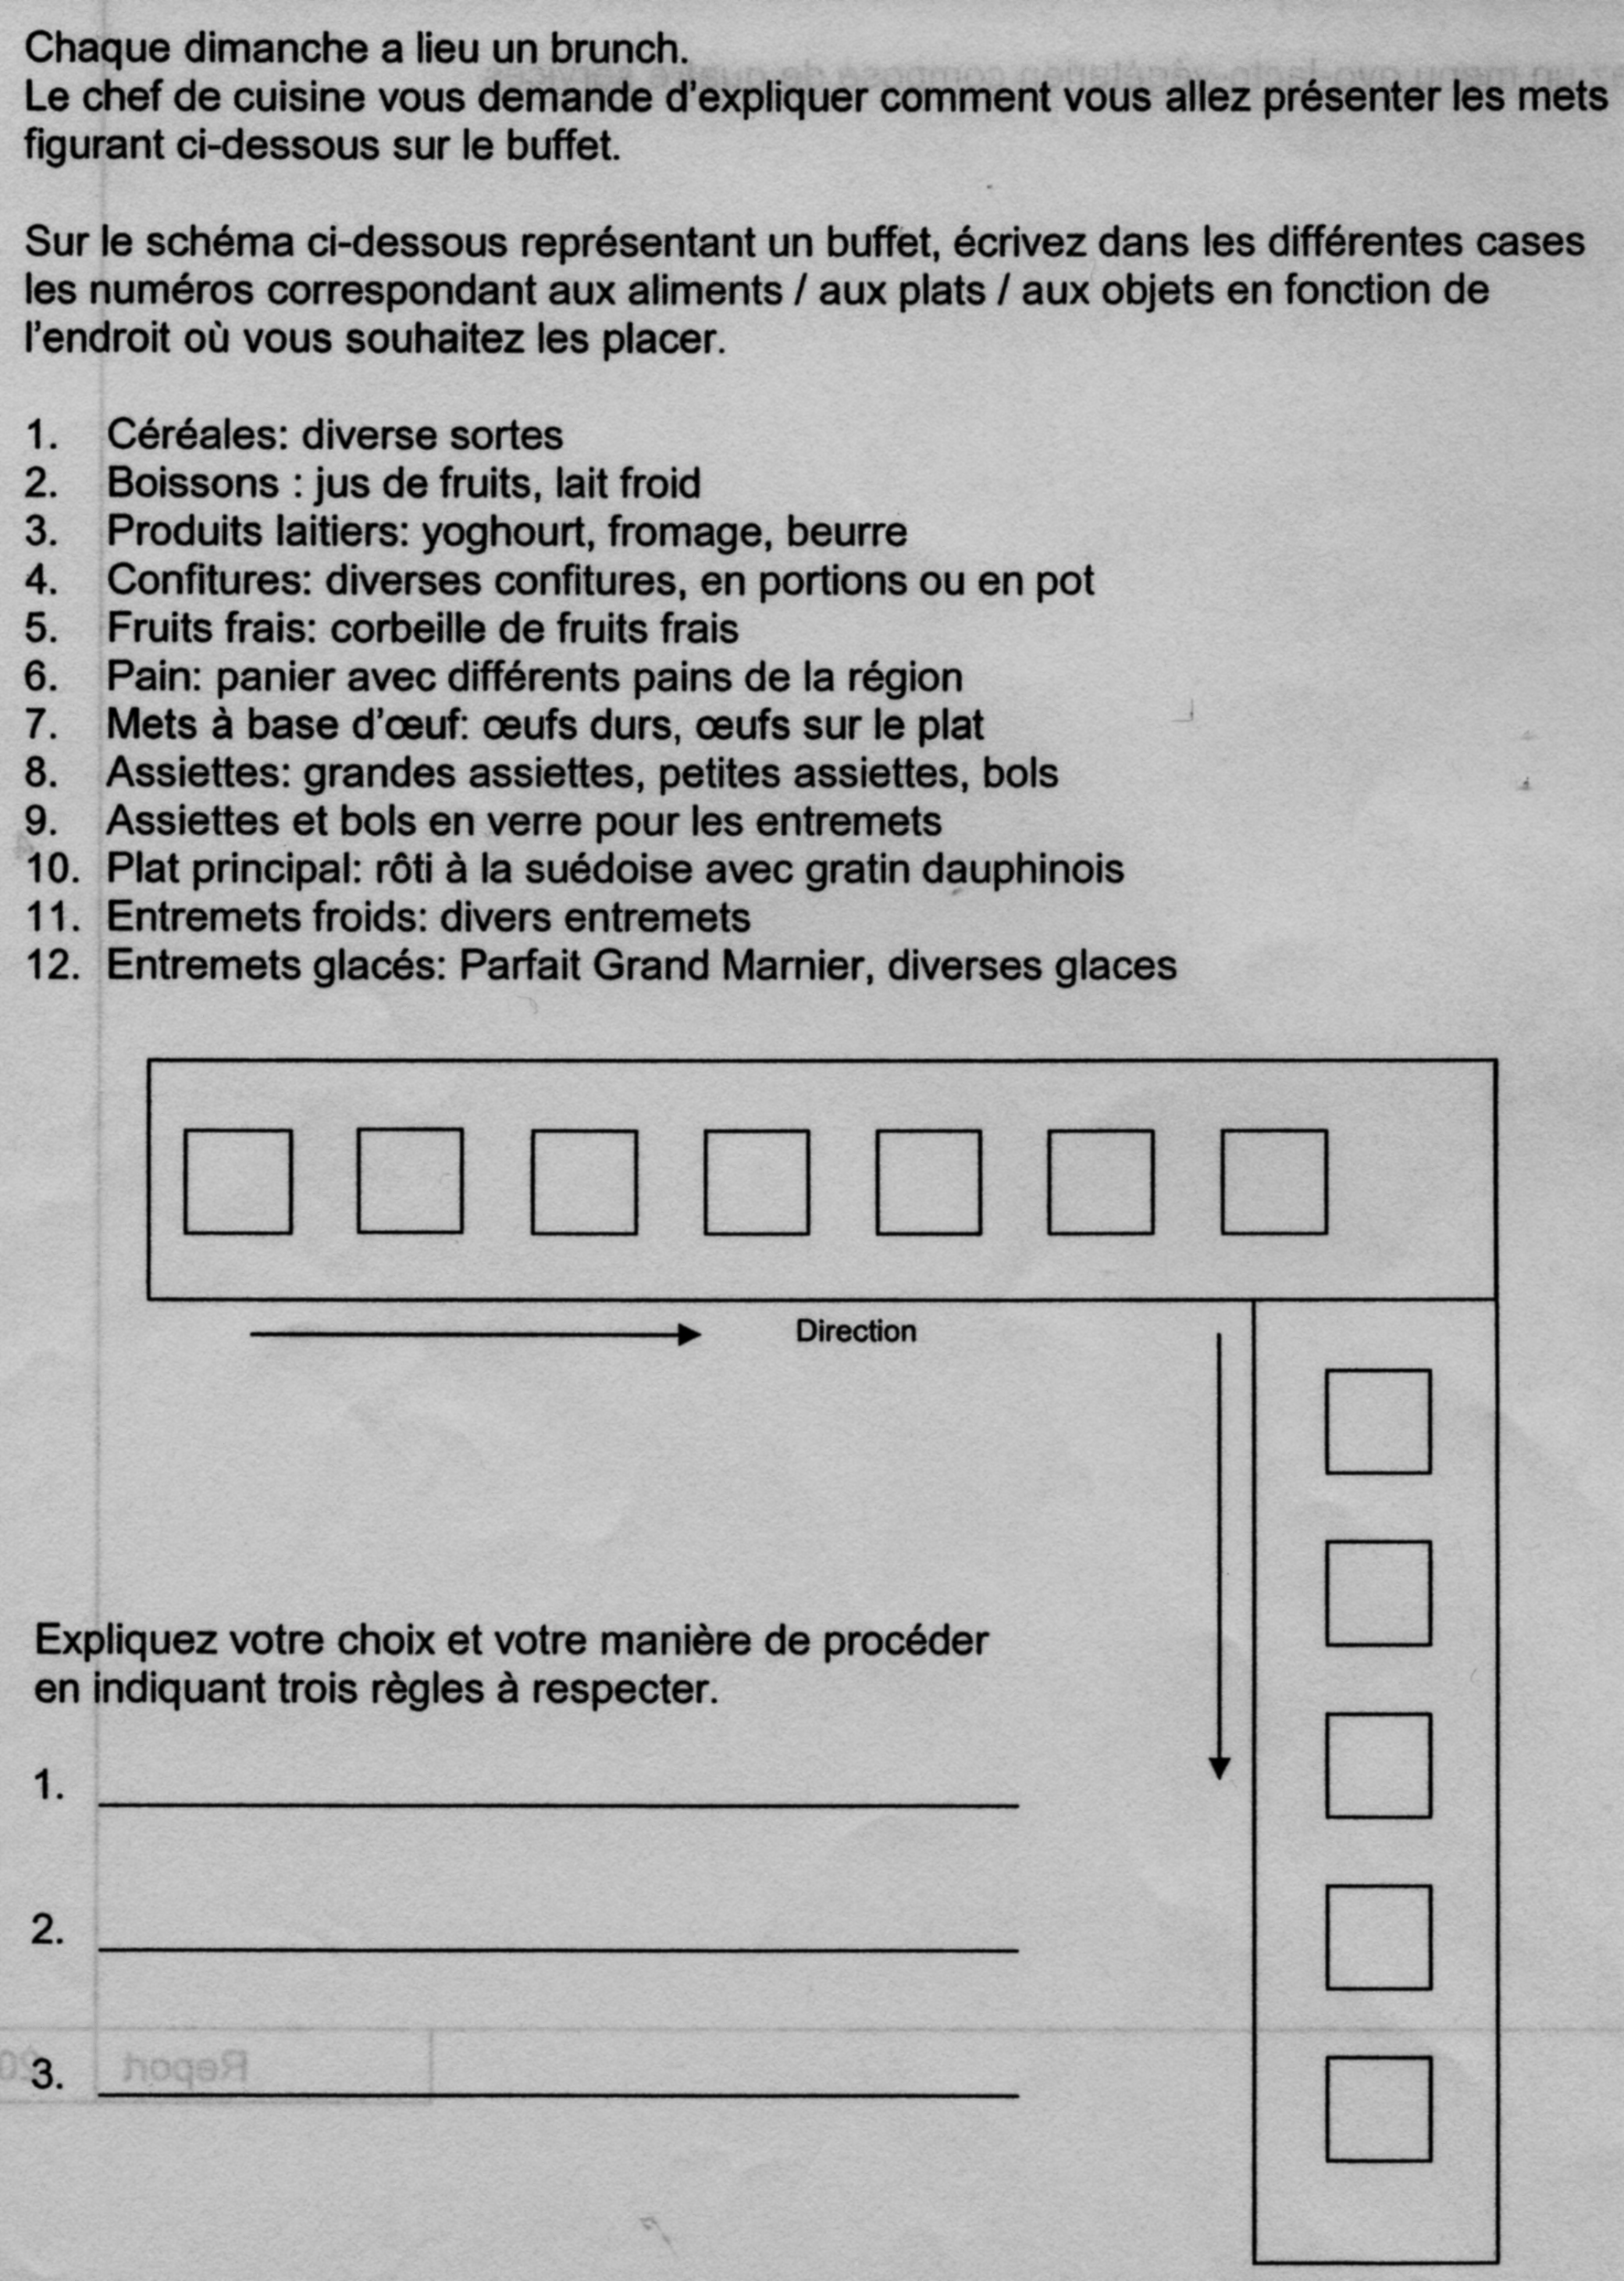 Chaque dimanche a lieu un brunch.
Le chef de cuisine vous demande d'expliquer comment vous allez présenter les mets
figurant ci-dessous sur le buffet.
Sur le schéma ci-dessous représentant un buffet, écrivez dans les différentes cases
les numéros correspondant aux aliments / aux plats / aux objets en fonction de
l'endroit où vous souhaitez les placer.
1. Céréales: diverse sortes
2. Boissons : jus de fruits, lait froid
3. Produits laitiers: yoghourt, fromage, beurre
4. Confitures: diverses confitures, en portions ou en pot
5. Fruits frais: corbeille de fruits frais
6. Pain: panier avec différents pains de la région
7. Mets à base d'œuf: œufs durs, œufs sur le plat
8. Assiettes: grandes assiettes, petites assiettes, bols
9. Assiettes et bols en verre pour les entremets
10. Plat principal: rôti à la suédoise avec gratin dauphinois
11. Entremets froids: divers entremets
12. Entremets glacés: Parfait Grand Marnier, diverses glaces
Direction
Expliquez votre choix et votre manière de procéder
en indiquant trois règles à respecter.
1.
2.
3.
Report